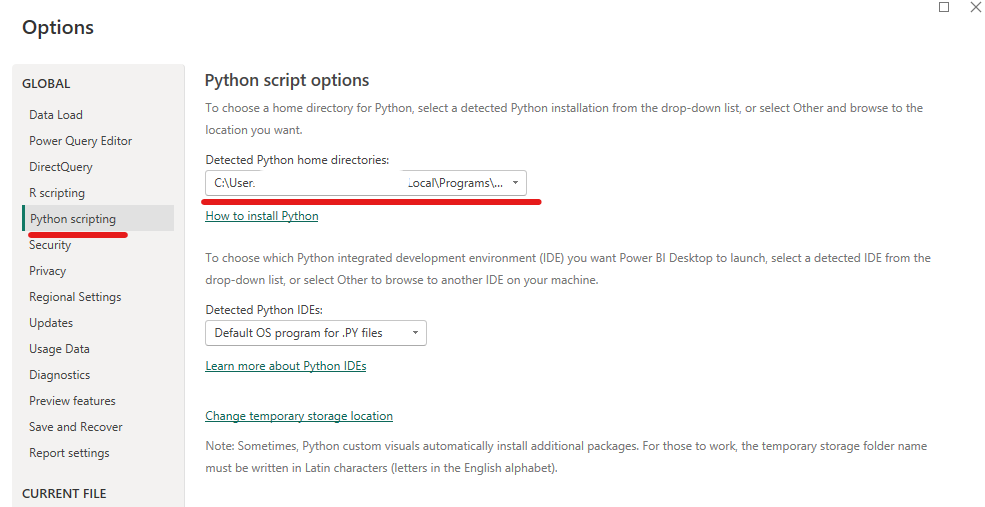 Options
GLOBAL
Data Load
Power Query Editor
DirectQuery
R scripting
Python scripting
Security
Privacy
Regional Settings
Updates
Usage Data
Diagnostics
Preview features
Save and Recover
Report settings
CURRENT FILE
Python script options
To choose a home directory for Python, select a detected Python installation from the drop-down list, or select Other and browse to the
location you want.
Detected Python home directories:
C:\User. Local\Programs\...
How to install Python
To choose which Python integrated development environment (IDE) you want Power BI Desktop to launch, select a detected IDE from the
drop-down list, or select Other to browse to another IDE on your machine.
Detected Python IDEs:
Default OS program for .PY files
Learn more about Python IDEs
Change temporary storage location
Note: Sometimes, Python custom visuals automatically install additional packages. For those to work, the temporary storage folder name
must be written in Latin characters (letters in the English alphabet).